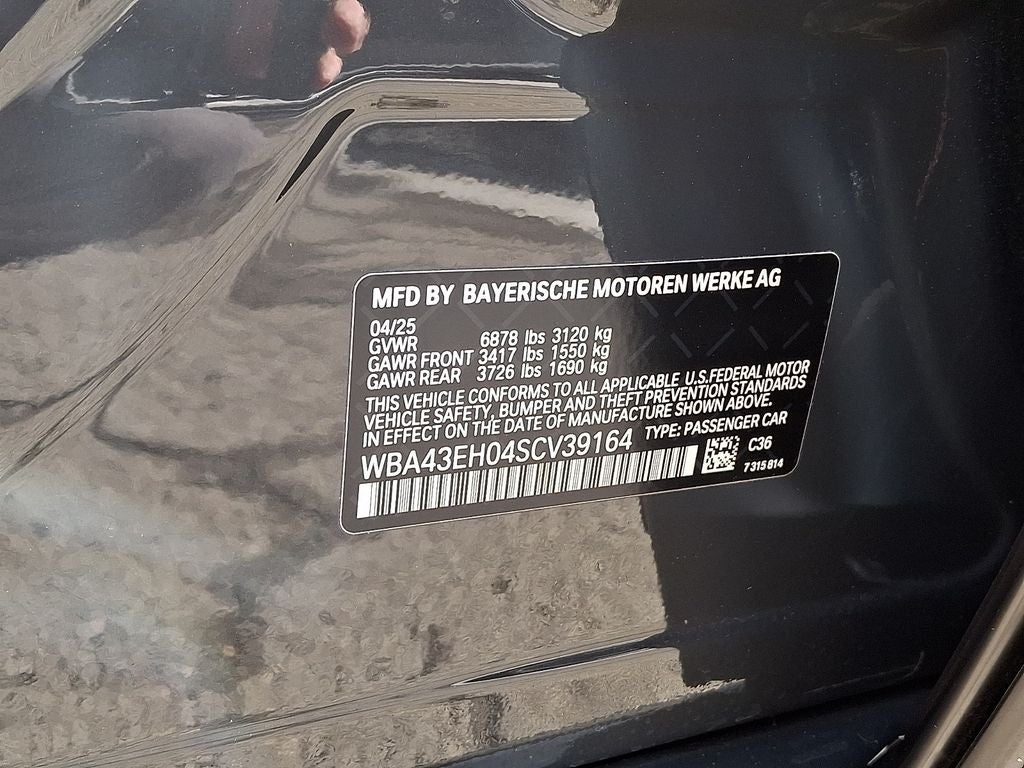 MFD BY BAYERISCHE MOTOREN WERKE AG
04/25
GVWR 6878 lbs 3120 kg
GAWR FRONT 3417 lbs 1550 kg
GAWR REAR 3726 lbs 1690 kg
THIS VEHICLE CONFORMS TO ALL APPLICABLE U.S.FEDERAL MOTOR
VEHICLE SAFETY, BUMPER AND THEFT PREVENTION STANDARDS
IN EFFECT ON THE DATE OF MANUFACTURE SHOWN ABOVE.
WBA43EH04SCV39164 TYPE: PASSENGER CAR
C36
7315814